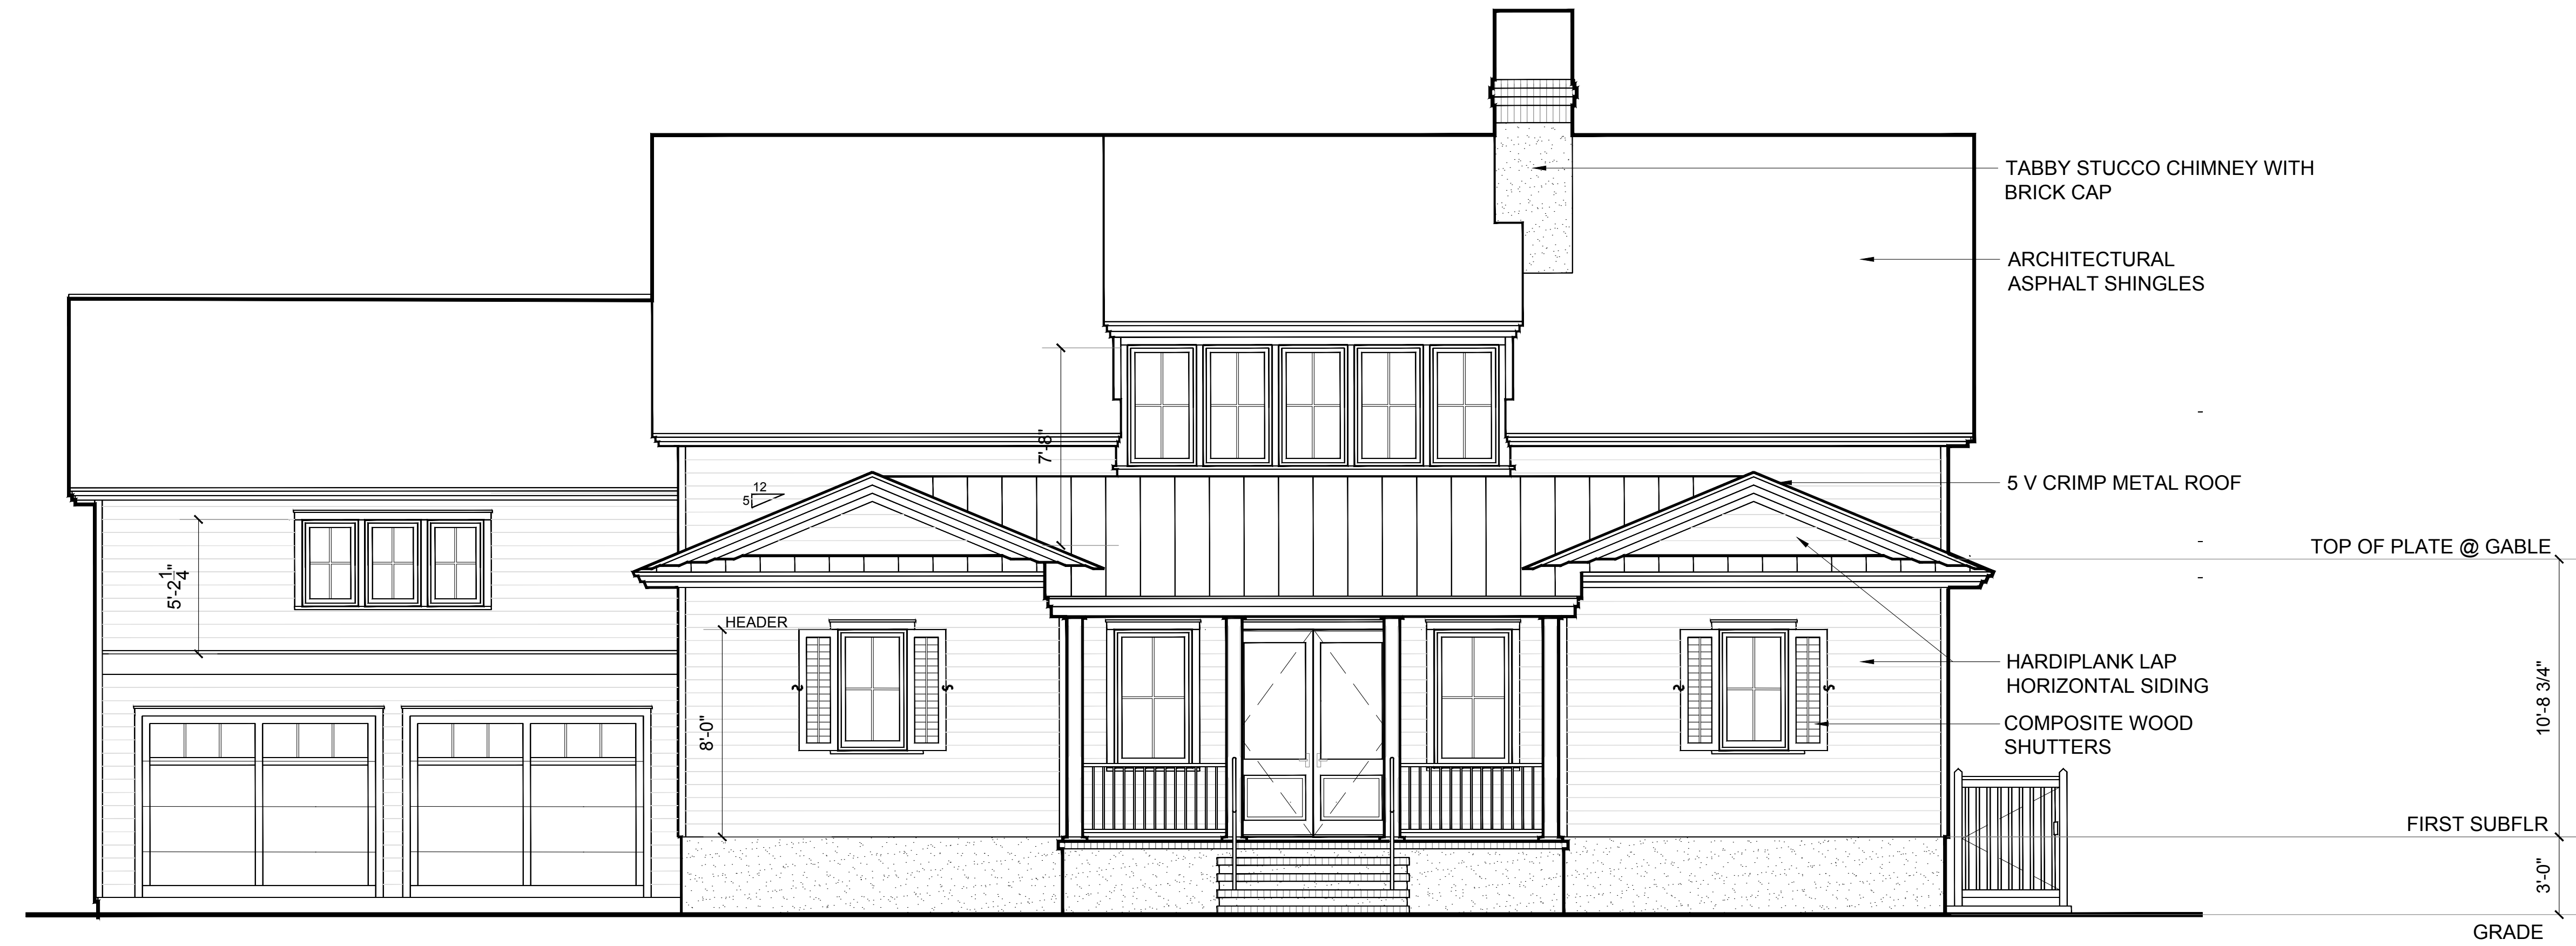 TABBY STUCCO CHIMNEY WITH
BRICK CAP
ARCHITECTURAL
ASPHALT SHINGLES
7'-8"
12
5
5 V CRIMP METAL ROOF
TOP OF PLATE @ GABLE
5'-2 1/4"
HEADER
8'-0"
HARDIPLANK LAP
HORIZONTAL SIDING
10'-8 3/4"
COMPOSITE WOOD
SHUTTERS
FIRST SUBFLR
3'-0"
GRADE